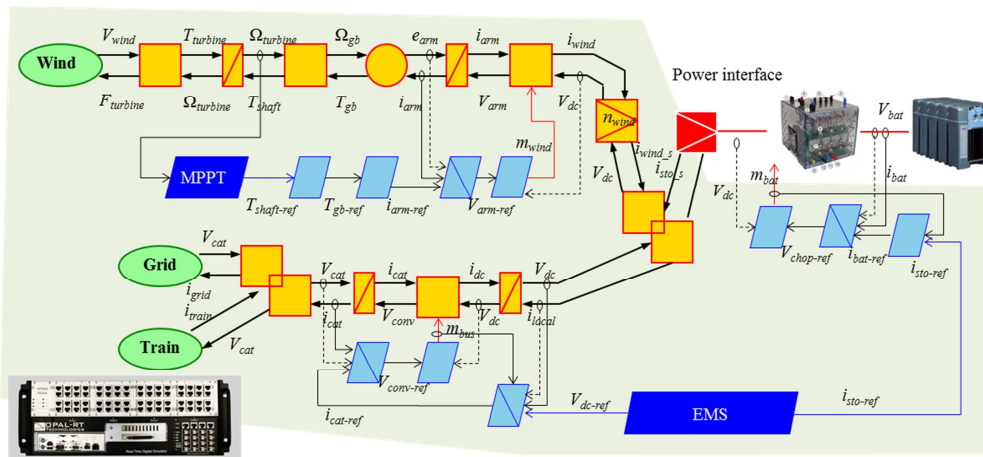 V_wind T_turbine Ω_turbine Ω_gb e_arm i_arm i_wind
Wind
F_turbine Ω_turbine T_shaft T_gb i_arm V_arm V_dc
Power interface
V_bat
n_wind
m_wind
i_wind_s
i_sto_s
V_dc
MPPT
T_shaft-ref T_gb-ref i_arm-ref V_arm-ref
V_dc
m_bat
i_bat
V_chop-ref i_bat-ref i_sto-ref
V_cat
Grid
i_grid
i_train
V_cat i_cat i_dc V_dc
i_cat V_conv V_dc i_local
Train
V_cat
m_bus
V_conv-ref
i_cat-ref
V_dc-ref
EMS
i_sto-ref
OPAL-RT
TECHNOLOGIES